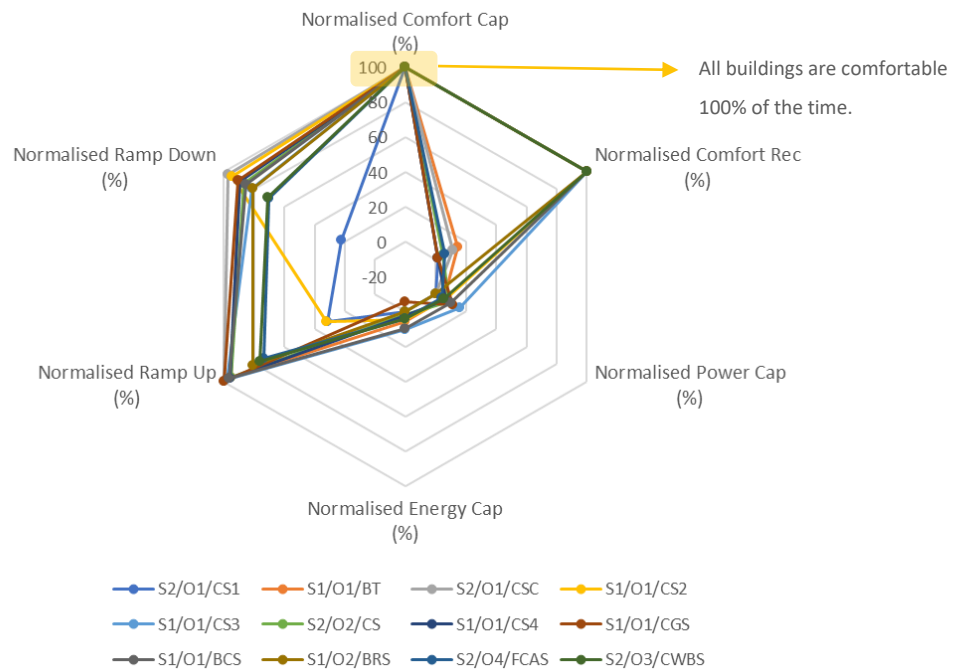 Normalised Comfort Cap
(%)
100
80
60
40
20
0
-20
All buildings are comfortable
100% of the time.
Normalised Ramp Down
(%)
Normalised Comfort Rec
(%)
Normalised Ramp Up
(%)
Normalised Power Cap
(%)
Normalised Energy Cap
(%)
S2/O1/CS1 S1/O1/BT S2/O1/CSC S1/O1/CS2
S1/O1/CS3 S2/O2/CS S1/O1/CS4 S1/O1/CGS
S1/O1/BCS S1/O2/BRS S2/O4/FCAS S2/O3/CWBS